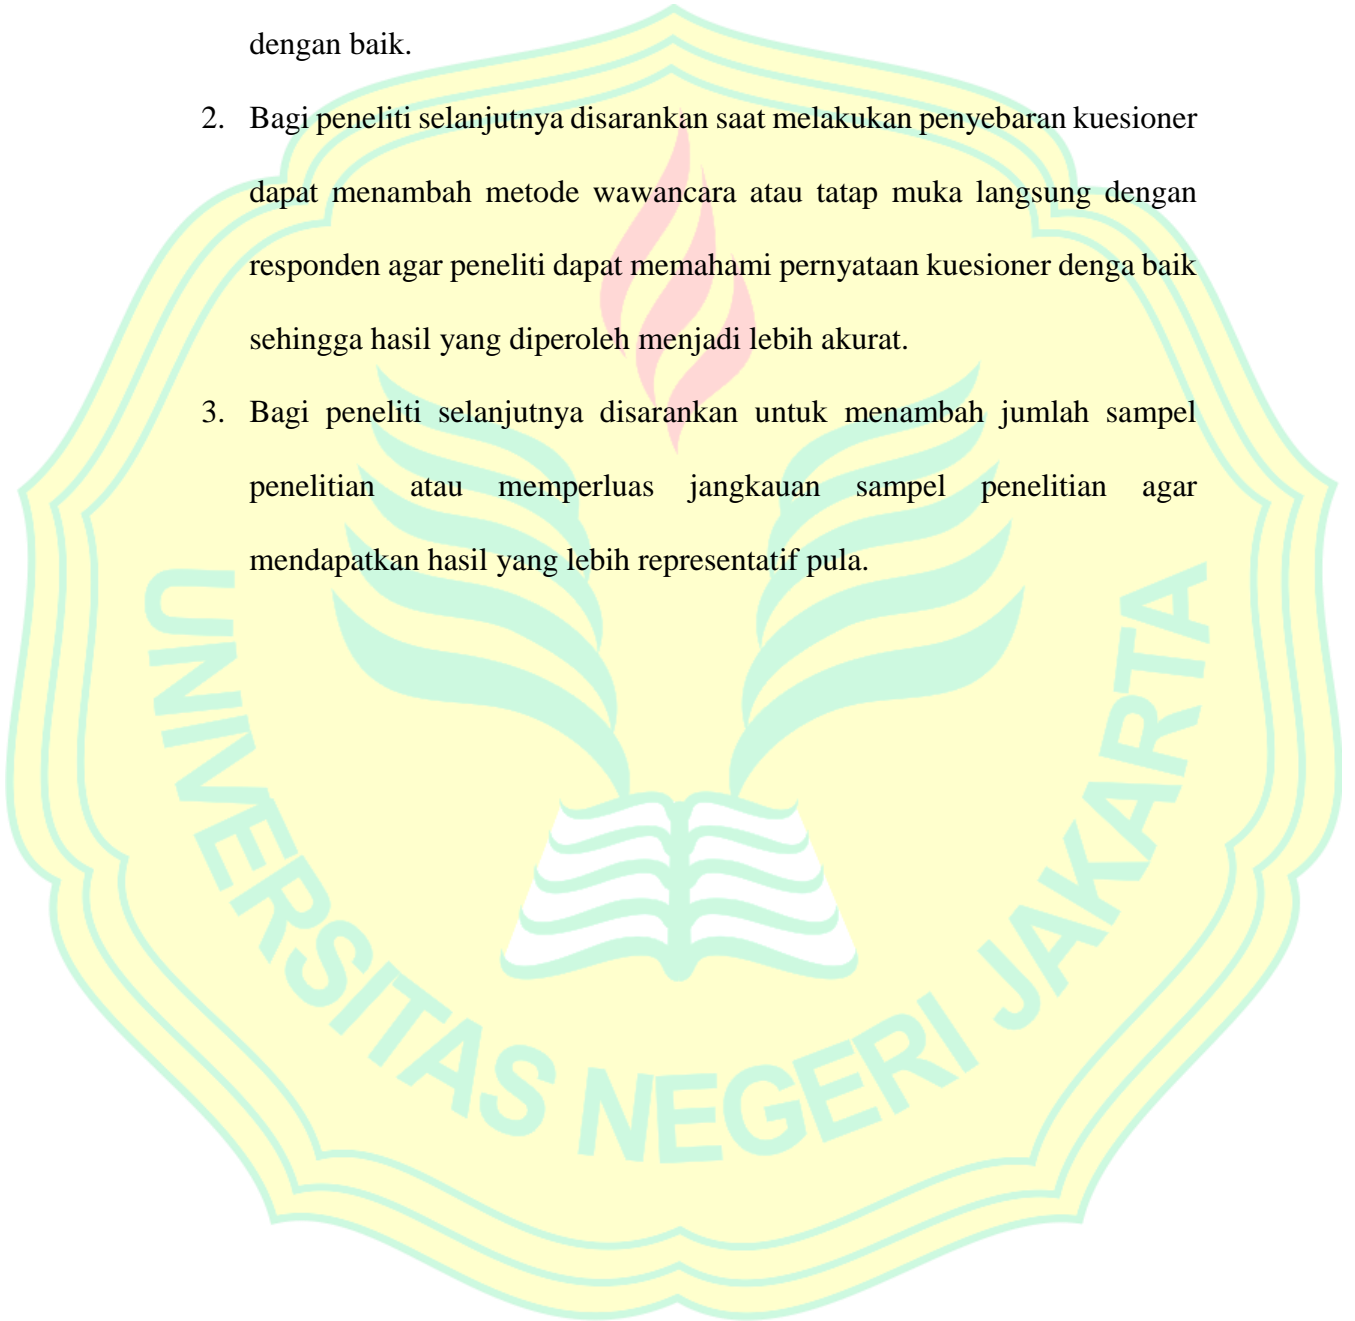 dengan baik.
2. Bagi peneliti selanjutnya disarankan saat melakukan penyebaran kuesioner
dapat menambah metode wawancara atau tatap muka langsung dengan
responden agar peneliti dapat memahami pernyataan kuesioner denga baik
sehingga hasil yang diperoleh menjadi lebih akurat.
3. Bagi peneliti selanjutnya disarankan untuk menambah jumlah sampel
penelitian atau memperluas jangkauan sampel penelitian agar
mendapatkan hasil yang lebih representatif pula.
UNIVERSITAS NEGERI JAKARTA